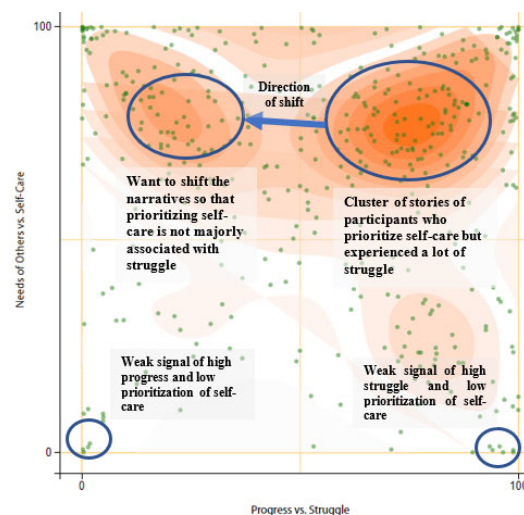 100
Direction
of shift
Want to shift the
narratives so that
prioritizing self-
care is not majorly
associated with
struggle
Cluster of stories of
participants who
prioritize self-care but
experienced a lot of
struggle
Needs of Others vs. Self-Care
Weak signal of high
progress and low
prioritization of self-
care
Weak signal of high
struggle and low
prioritization of self-
care
0
0
100
Progress vs. Struggle